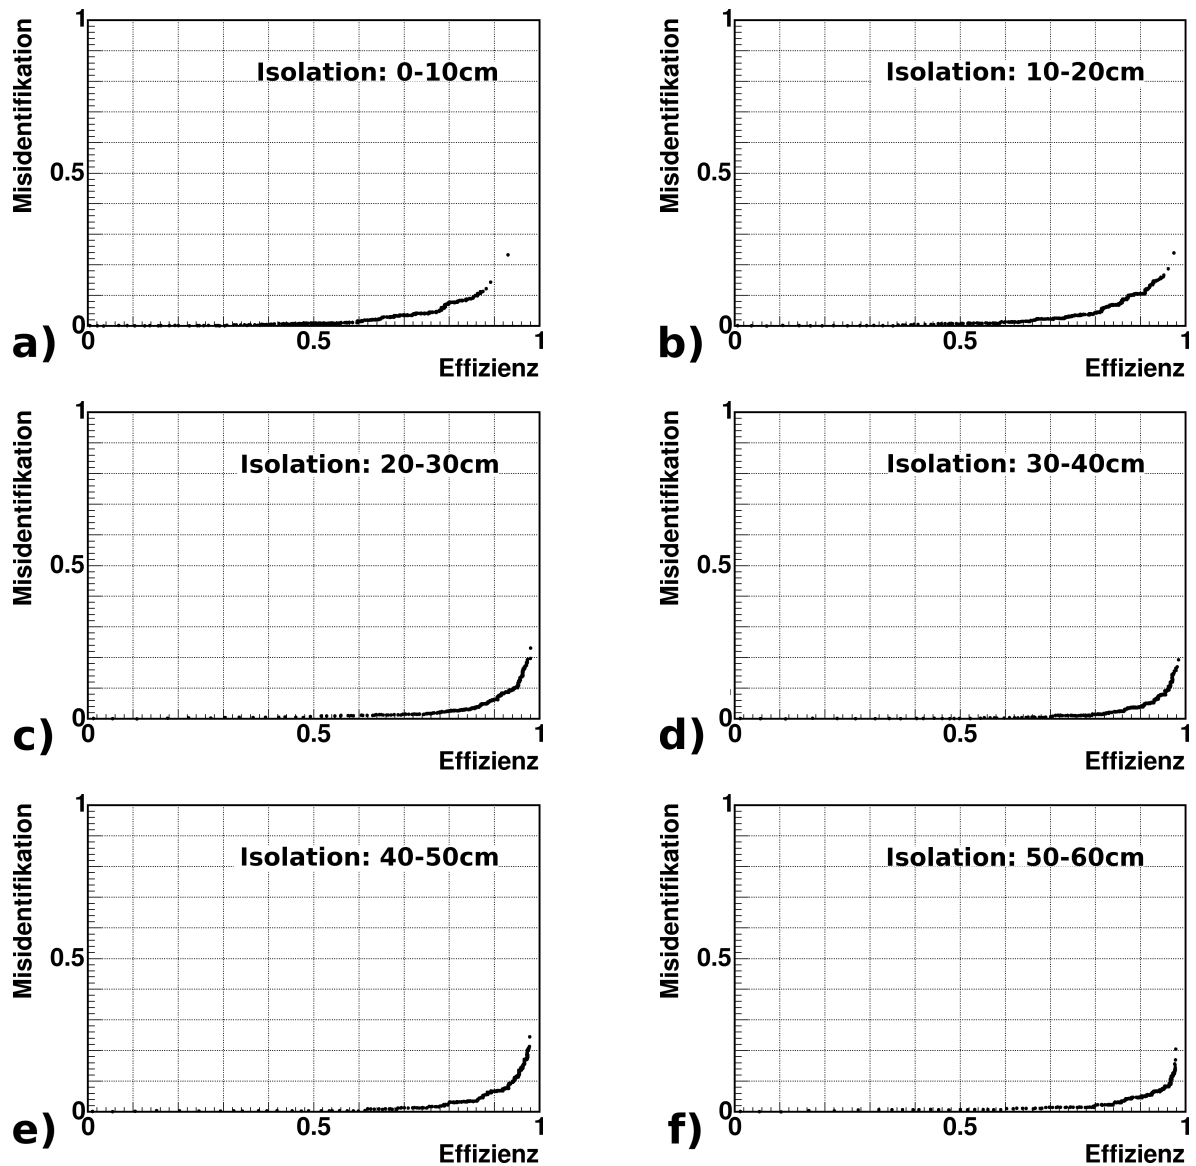 1
Misidentifikation
Isolation: 0-10cm
0.5
0
a)
0
0.5
1
Effizienz
1
Misidentifikation
Isolation: 10-20cm
0.5
0
b)
0
0.5
1
Effizienz
1
Misidentifikation
Isolation: 20-30cm
0.5
0
c)
0
0.5
1
Effizienz
1
Misidentifikation
Isolation: 30-40cm
0.5
0
d)
0
0.5
1
Effizienz
1
Misidentifikation
Isolation: 40-50cm
0.5
0
e)
0
0.5
1
Effizienz
1
Misidentifikation
Isolation: 50-60cm
0.5
0
f)
0
0.5
1
Effizienz